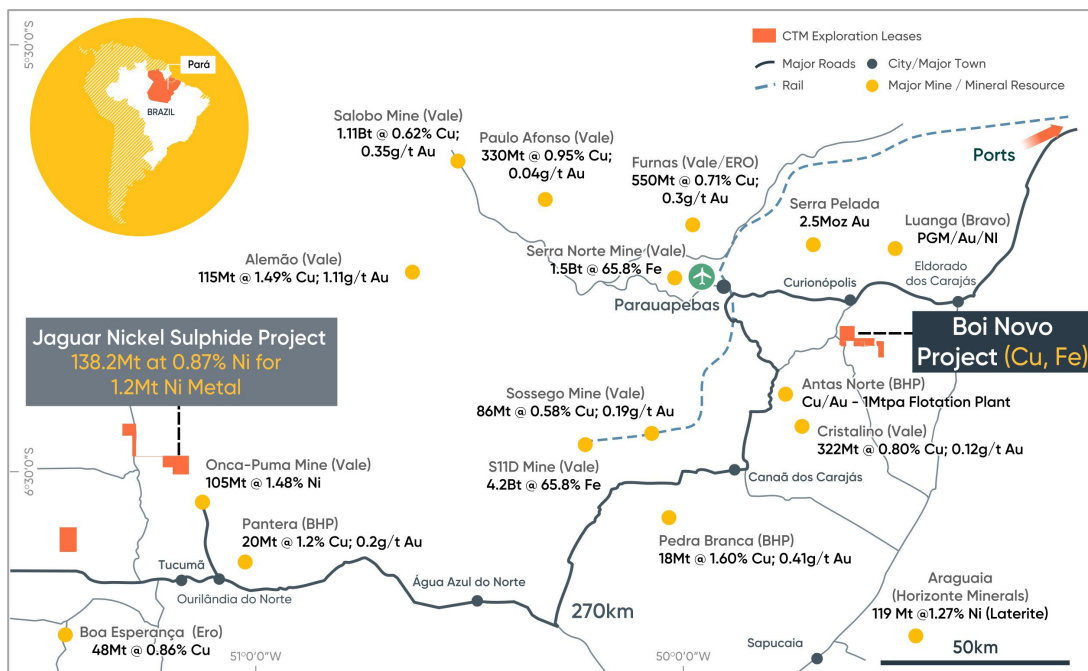 5º30'0"S
Pará
BRAZIL
CTM Exploration Leases
Major Roads
City/Major Town
Rail
Major Mine / Mineral Resource
Ports
Salobo Mine (Vale)
1.11Bt @ 0.62% Cu;
0.35g/t Au
Paulo Afonso (Vale)
330Mt @ 0.95% Cu;
0.04g/t Au
Furnas (Vale/ERO)
550Mt @ 0.71% Cu;
0.3g/t Au
Serra Pelada
2.5Moz Au
Luanga (Bravo)
PGM/Au/NI
Alemão (Vale)
115Mt @ 1.49% Cu; 1.11g/t Au
Serra Norte Mine (Vale)
1.5Bt @ 65.8% Fe
Parauapebas
Curionópolis
Eldorado
dos Carajás
Jaguar Nickel Sulphide Project
138.2Mt at 0.87% Ni for
1.2Mt Ni Metal
Boi Novo
Project (Cu, Fe)
Sossego Mine (Vale)
86Mt @ 0.58% Cu; 0.19g/t Au
Antas Norte (BHP)
Cu/Au - 1Mtpa Flotation Plant
Cristalino (Vale)
322Mt @ 0.80% Cu; 0.12g/t Au
6º30'0"S
Onca-Puma Mine (Vale)
105Mt @ 1.48% Ni
S11D Mine (Vale)
4.2Bt @ 65.8% Fe
Canaã dos Carajás
Pantera (BHP)
20Mt @ 1.2% Cu; 0.2g/t Au
Pedra Branca (BHP)
18Mt @ 1.60% Cu; 0.41g/t Au
Tucumã
Ourilândia do Norte
Água Azul do Norte
270km
Araguaia
(Horizonte Minerals)
119 Mt @1.27% Ni (Laterite)
Boa Esperança (Ero)
48Mt @ 0.86% Cu
Sapucaia
51º0'0"W
50º0'0"W
50km